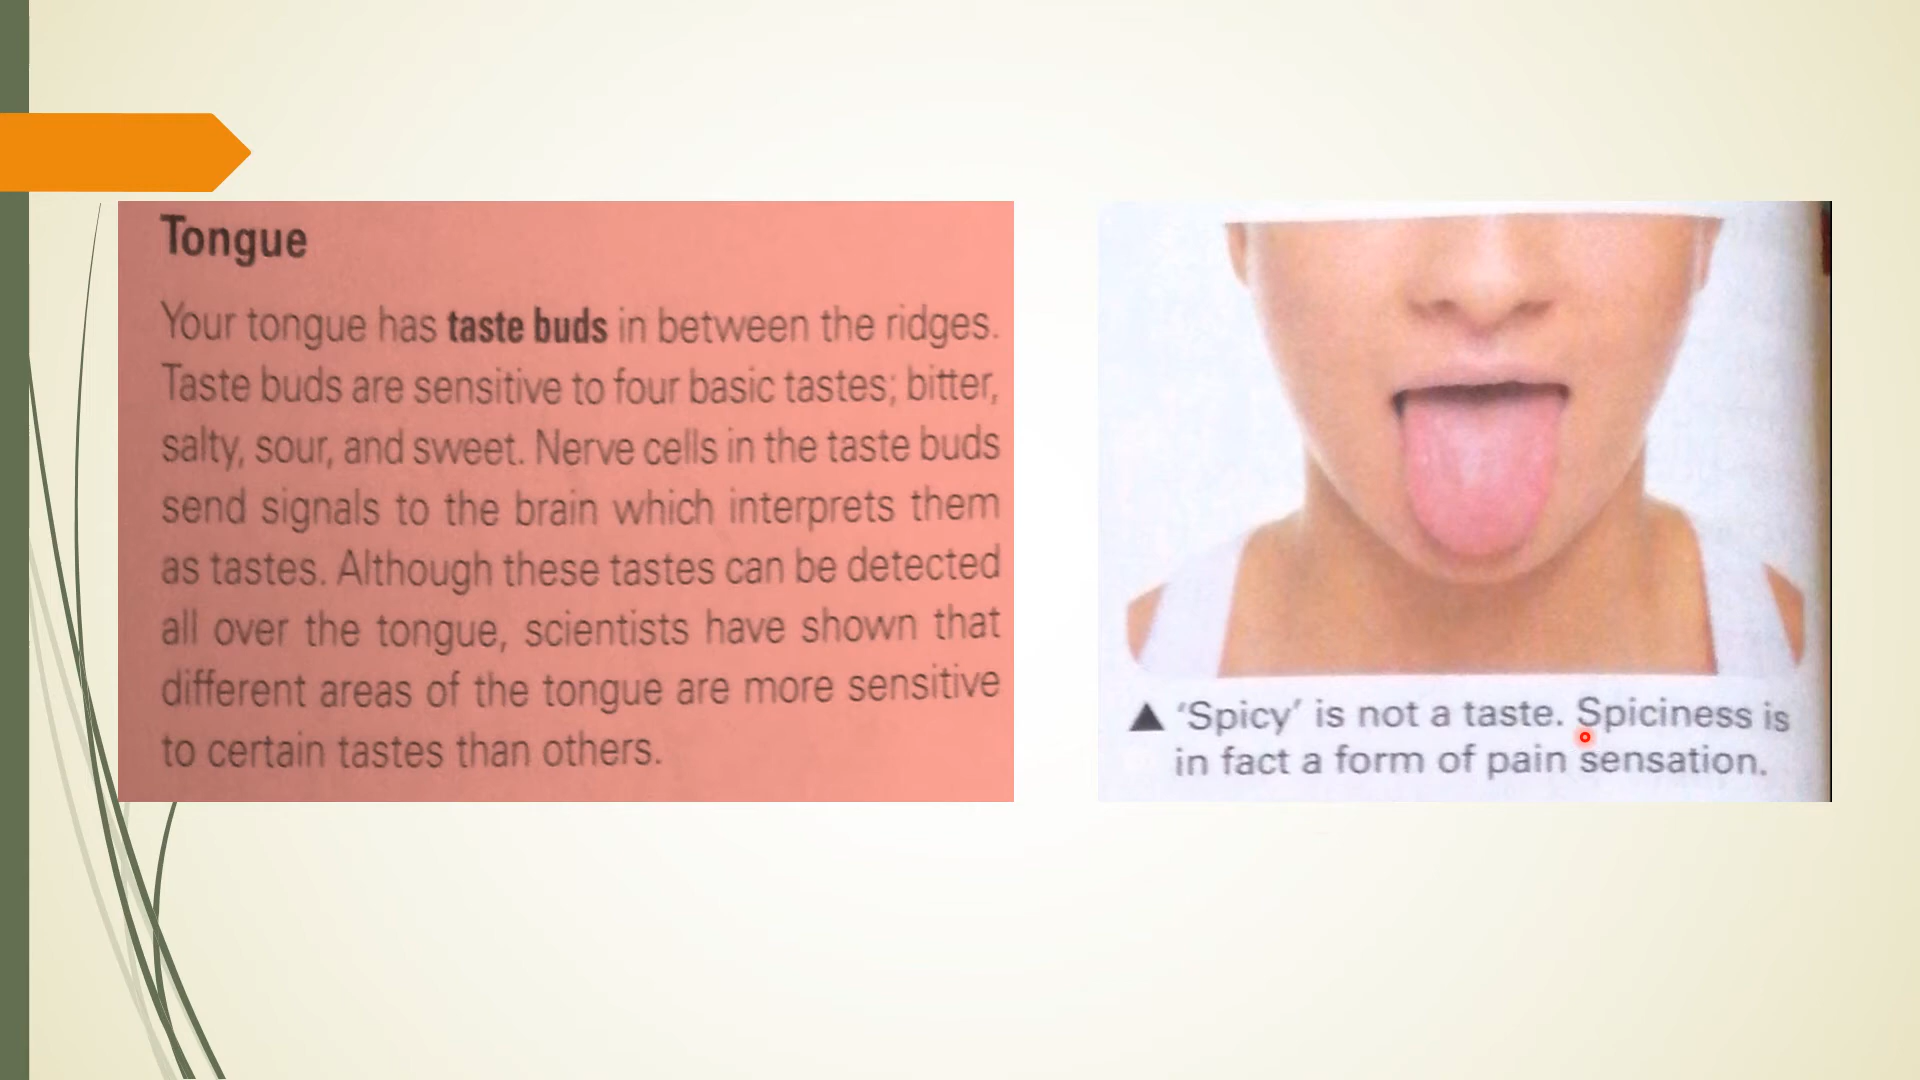 Tongue
Your tongue has taste buds in between the ridges.
Taste buds are sensitive to four basic tastes; bitter,
salty, sour, and sweet. Nerve cells in the taste buds
send signals to the brain which interprets them
as tastes. Although these tastes can be detected
all over the tongue, scientists have shown that
different areas of the tongue are more sensitive
to certain tastes than others.
▲ ‘Spicy’ is not a taste. Spiciness is
in fact a form of pain sensation.